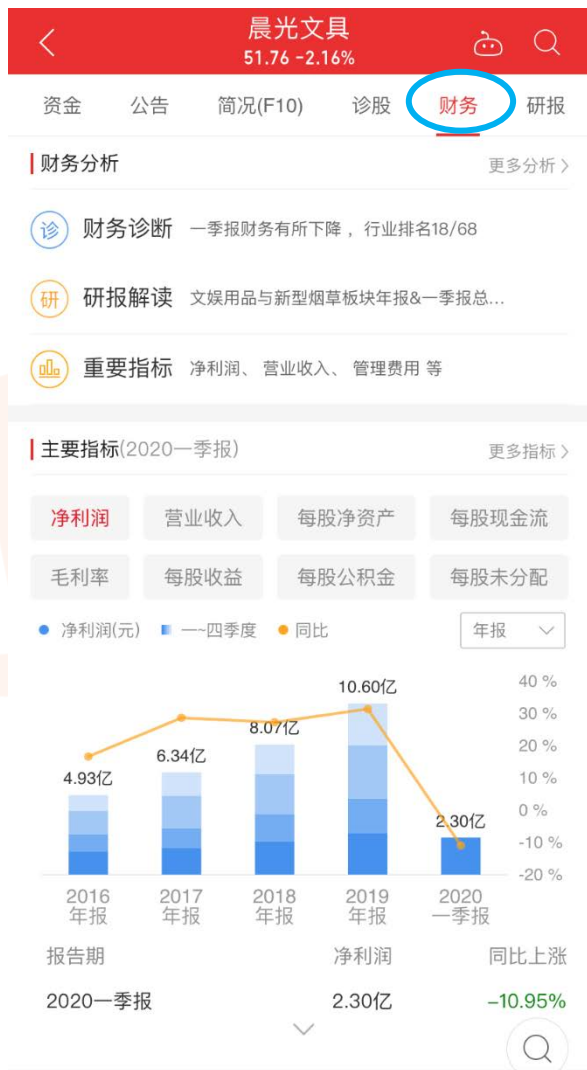 晨光文具
51.76 -2.16%
资金 公告 简况(F10) 诊股 财务 研报
财务分析 更多分析
诊 财务诊断 一季报财务有所下降 ，行业排名18/68
研 研报解读 文娱用品与新型烟草板块年报&一季报总...
重要指标 净利润、 营业收入、 管理费用 等
主要指标(2020一季报) 更多指标
净利润 营业收入 每股净资产 每股现金流
毛利率 每股收益 每股公积金 每股未分配
净利润(元) 一~四季度 同比 年报
40 %
30 %
20 %
10 %
0 %
-10 %
-20 %
4.93亿 6.34亿 8.07亿 10.60亿 2.30亿
2016 2017 2018 2019 2020
年报 年报 年报 年报 一季报
报告期 净利润 同比上涨
2020一季报 2.30亿 -10.95%